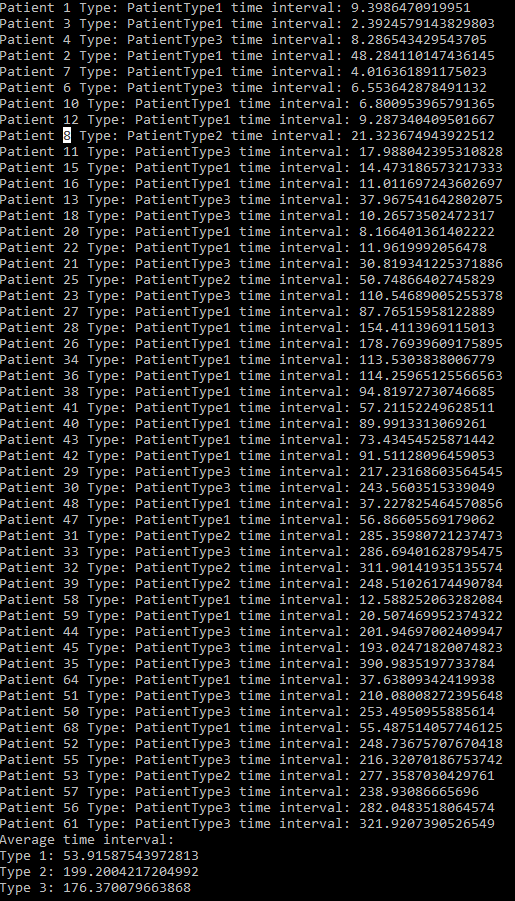 Patient 1 Type: PatientType1 time interval: 9.3986470919951
Patient 3 Type: PatientType1 time interval: 2.3924579143829803
Patient 4 Type: PatientType3 time interval: 8.286543429543705
Patient 2 Type: PatientType1 time interval: 48.284110147436145
Patient 7 Type: PatientType1 time interval: 4.016361891175023
Patient 6 Type: PatientType3 time interval: 6.553642878491132
Patient 10 Type: PatientType1 time interval: 6.800953965791365
Patient 12 Type: PatientType1 time interval: 9.287340409501667
Patient 8 Type: PatientType2 time interval: 21.323674943922512
Patient 11 Type: PatientType3 time interval: 17.988042395310828
Patient 15 Type: PatientType1 time interval: 14.473186573217333
Patient 16 Type: PatientType1 time interval: 11.011697243602697
Patient 13 Type: PatientType3 time interval: 37.967541642802075
Patient 18 Type: PatientType3 time interval: 10.26573502472317
Patient 20 Type: PatientType1 time interval: 8.166401361402222
Patient 22 Type: PatientType1 time interval: 11.9619992056478
Patient 21 Type: PatientType3 time interval: 30.819341225371886
Patient 25 Type: PatientType2 time interval: 50.74866402745829
Patient 23 Type: PatientType3 time interval: 110.54689005255378
Patient 27 Type: PatientType1 time interval: 87.76515958122889
Patient 28 Type: PatientType1 time interval: 154.4113969115013
Patient 26 Type: PatientType1 time interval: 178.76939609175895
Patient 34 Type: PatientType1 time interval: 113.5303838006779
Patient 36 Type: PatientType1 time interval: 114.25965125566563
Patient 38 Type: PatientType1 time interval: 94.81972730746685
Patient 41 Type: PatientType1 time interval: 57.21152249628511
Patient 40 Type: PatientType1 time interval: 89.9913313069261
Patient 43 Type: PatientType1 time interval: 73.43454525871442
Patient 42 Type: PatientType1 time interval: 91.51128096459053
Patient 29 Type: PatientType3 time interval: 217.23168603564545
Patient 30 Type: PatientType3 time interval: 243.5603515339049
Patient 48 Type: PatientType1 time interval: 37.227825464570856
Patient 47 Type: PatientType1 time interval: 56.86605569179062
Patient 31 Type: PatientType2 time interval: 285.35980721237473
Patient 33 Type: PatientType3 time interval: 286.69401628795475
Patient 32 Type: PatientType2 time interval: 311.90141935135574
Patient 39 Type: PatientType2 time interval: 248.51026174490784
Patient 58 Type: PatientType1 time interval: 12.588252063282084
Patient 59 Type: PatientType1 time interval: 20.507469952374322
Patient 44 Type: PatientType3 time interval: 201.94697002409947
Patient 45 Type: PatientType3 time interval: 193.02471820074823
Patient 35 Type: PatientType3 time interval: 390.9835197733784
Patient 64 Type: PatientType1 time interval: 37.63809342419938
Patient 51 Type: PatientType3 time interval: 210.08008272395648
Patient 50 Type: PatientType3 time interval: 253.4950955885614
Patient 68 Type: PatientType1 time interval: 55.487514057746125
Patient 52 Type: PatientType3 time interval: 248.73675707670418
Patient 55 Type: PatientType3 time interval: 216.32070186753742
Patient 53 Type: PatientType2 time interval: 277.3587030429761
Patient 57 Type: PatientType3 time interval: 238.93086665696
Patient 56 Type: PatientType3 time interval: 282.0483518064574
Patient 61 Type: PatientType3 time interval: 321.9207390526549
Average time interval:
Type 1: 53.91587543972813
Type 2: 199.2004217204992
Type 3: 176.370079663868